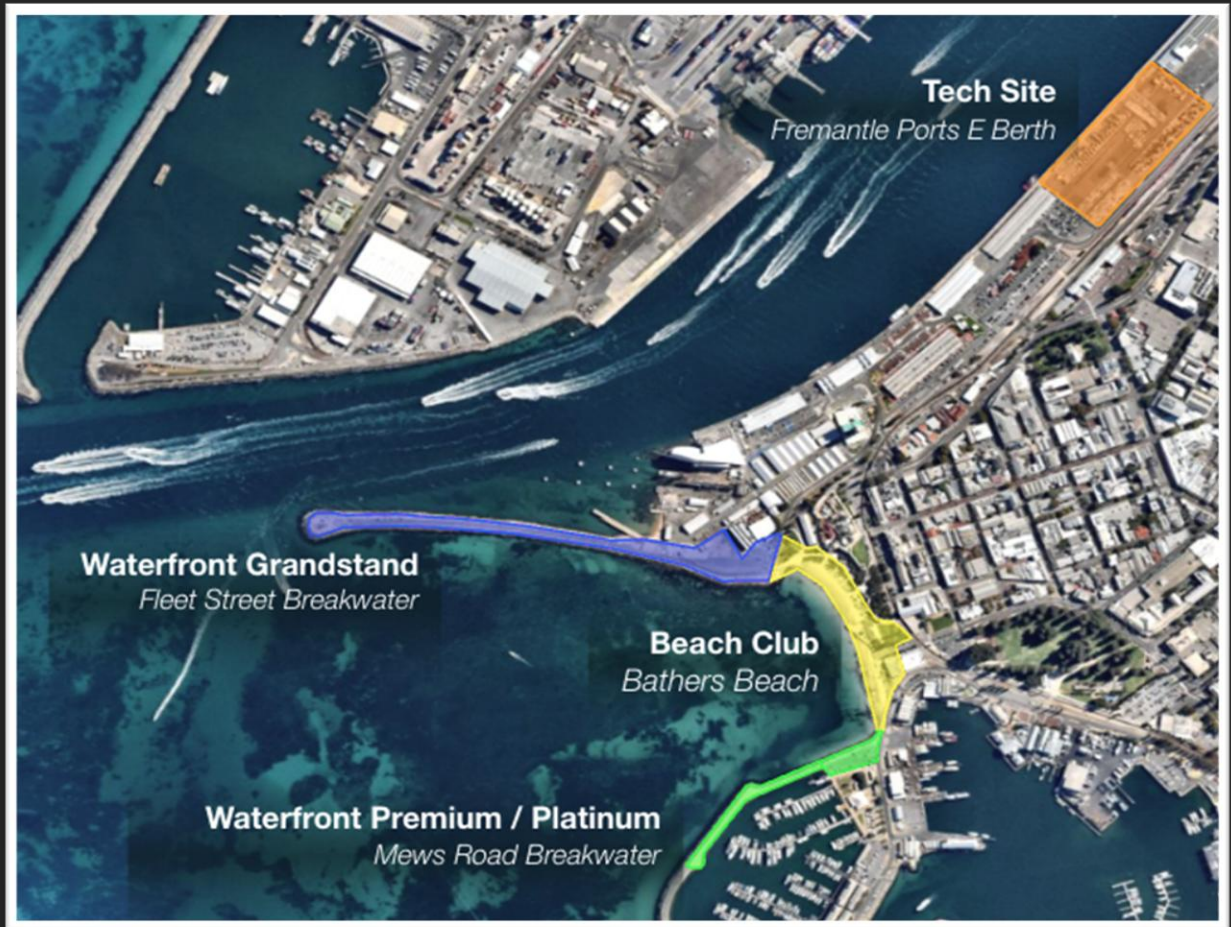 Tech Site
Fremantle Ports E Berth
Waterfront Grandstand
Fleet Street Breakwater
Beach Club
Bathers Beach
Waterfront Premium / Platinum
Mews Road Breakwater